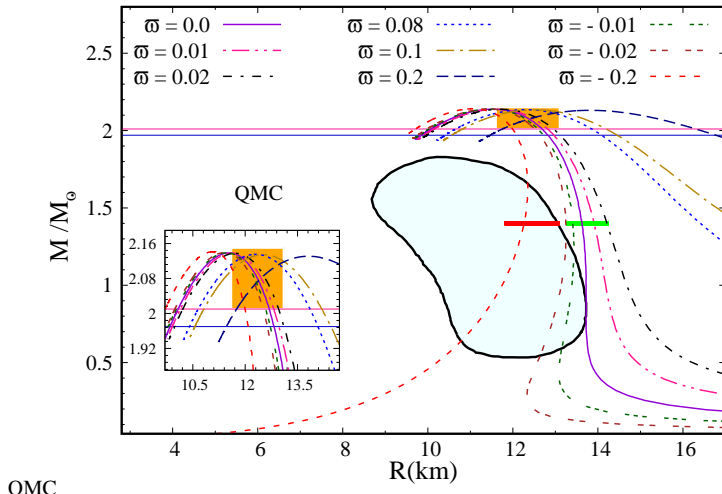 ϖ = 0.0 ϖ = 0.08 ϖ = - 0.01
ϖ = 0.01 ϖ = 0.1 ϖ = - 0.02
ϖ = 0.02 ϖ = 0.2 ϖ = - 0.2
2.5
2
1.5
1
0.5
M /M⊙
QMC
2.16
2.08
2
1.92
10.5 12 13.5
4 6 8 10 12 14 16
R(km)
QMC